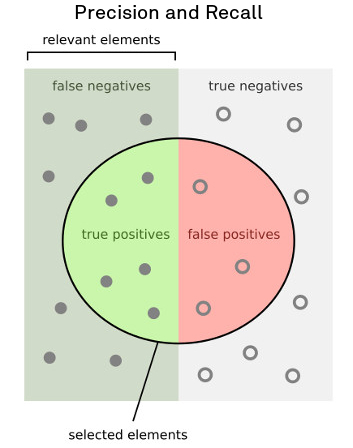 Precision and Recall
relevant elements
false negatives
true negatives
true positives
false positives
selected elements